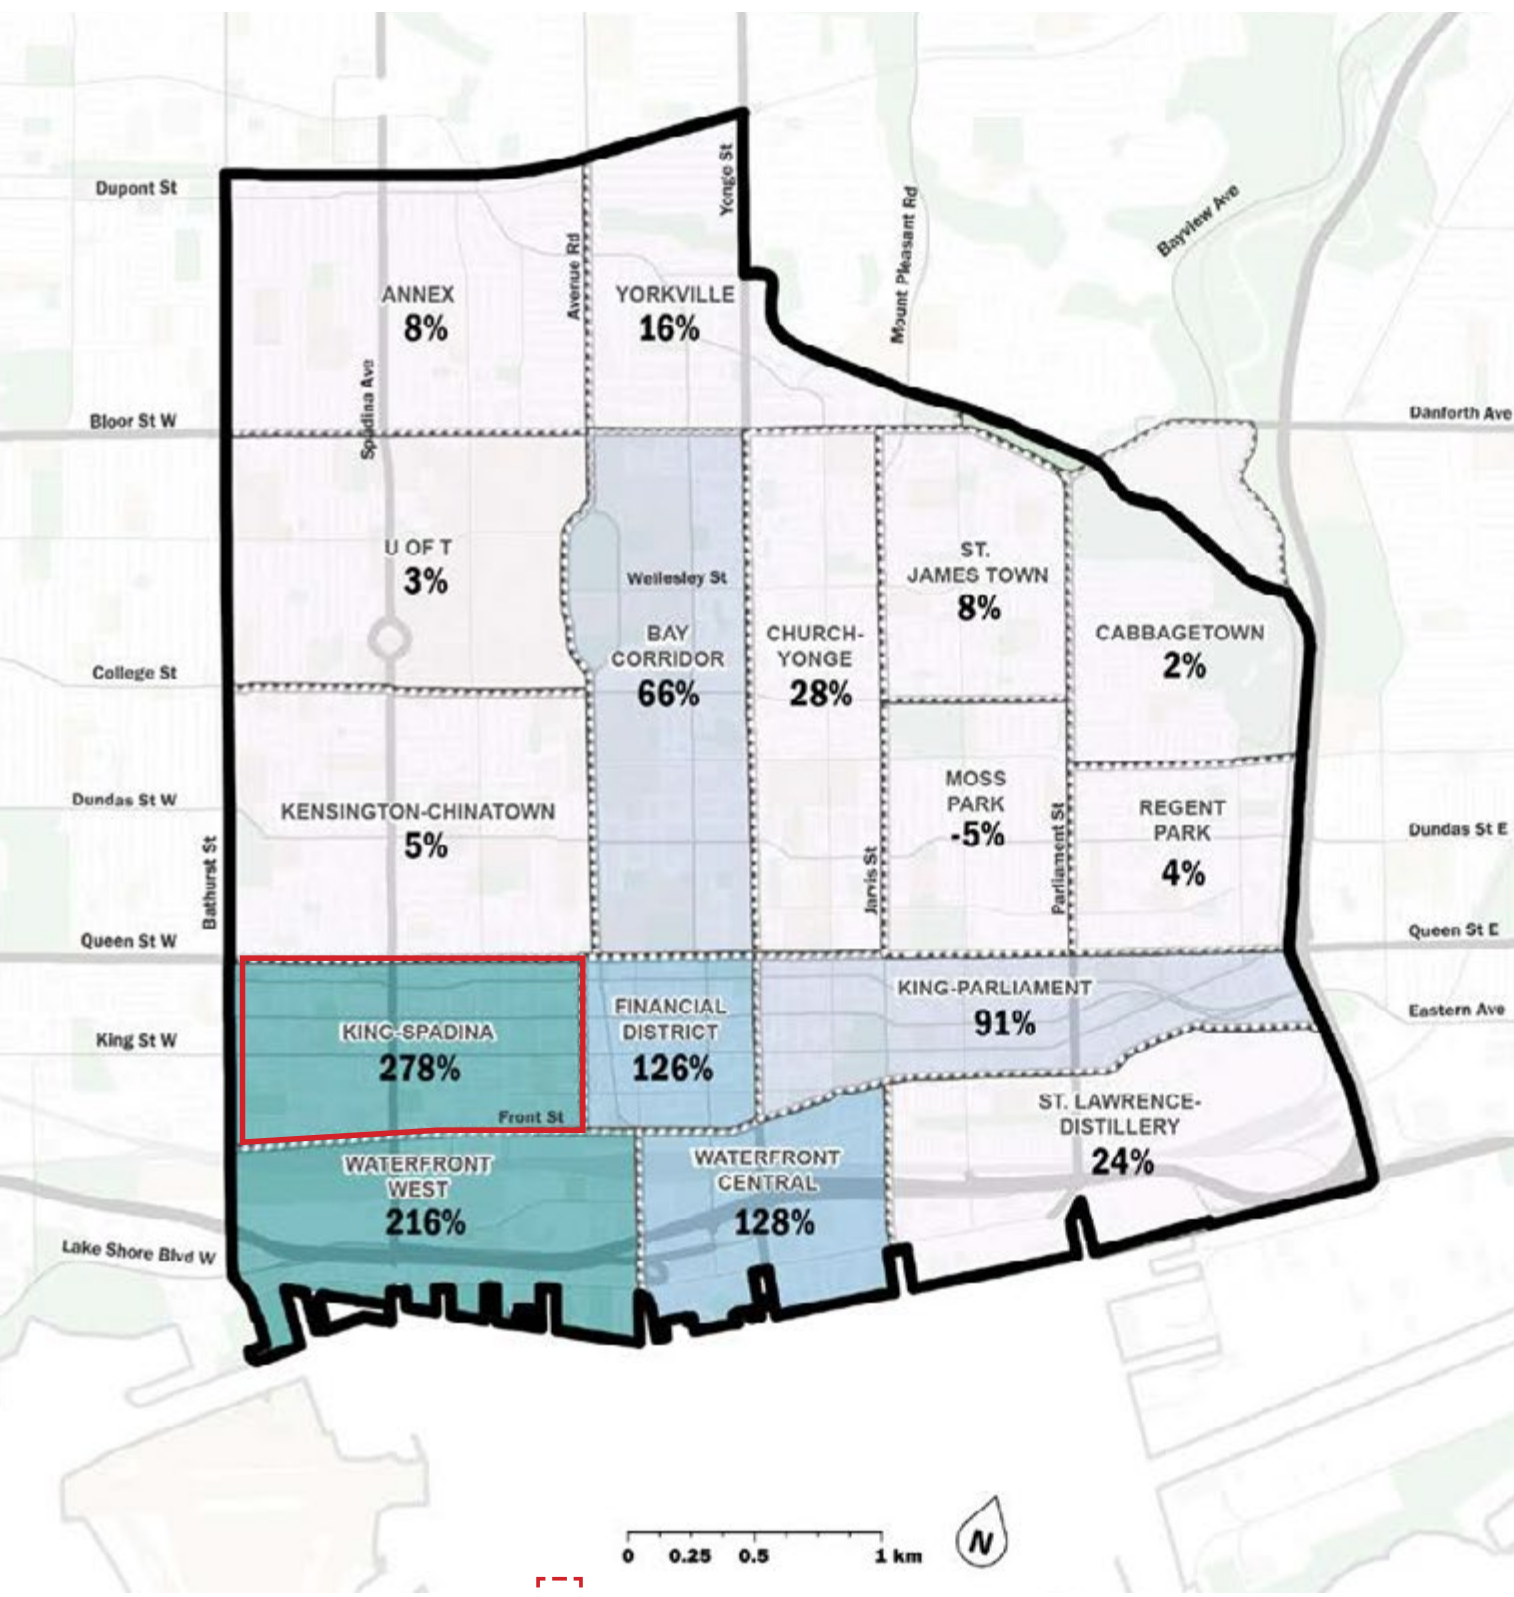 Dupont St
Yonge St
Mount Pleasant Rd
Bayview Ave
Avenue Rd
ANNEX
8%
YORKVILLE
16%
Spadina Ave
Bloor St W
Danforth Ave
U OF T
3%
Wellesley St
ST.
JAMES TOWN
8%
BAY
CORRIDOR
66%
CHURCH-
YONGE
28%
CABBAGETOWN
2%
College St
Dundas St W
KENSINGTON-CHINATOWN
5%
MOSS
PARK
-5%
REGENT
PARK
4%
Dundas St E
Bathurst St
Jarvis St
Parliament St
Queen St W
Queen St E
KING-SPADINA
278%
FINANCIAL
DISTRICT
126%
KING-PARLIAMENT
91%
Eastern Ave
King St W
Front St
ST. LAWRENCE-
DISTILLERY
24%
WATERFRONT
WEST
216%
WATERFRONT
CENTRAL
128%
Lake Shore Blvd W
0 0.25 0.5 1 km
N